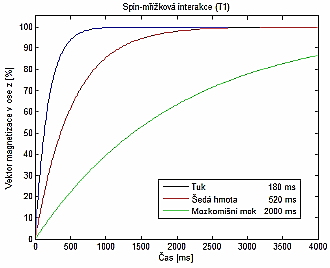 Spin-mřížková interakce (T1)
Vektor magnetizace v ose z [%]
100
90
80
70
60
50
40
30
20
10
0
Tuk 180 ms
Šedá hmota 520 ms
Mozkomíšní mok 2000 ms
0 500 1000 1500 2000 2500 3000 3500 4000
Čas [ms]